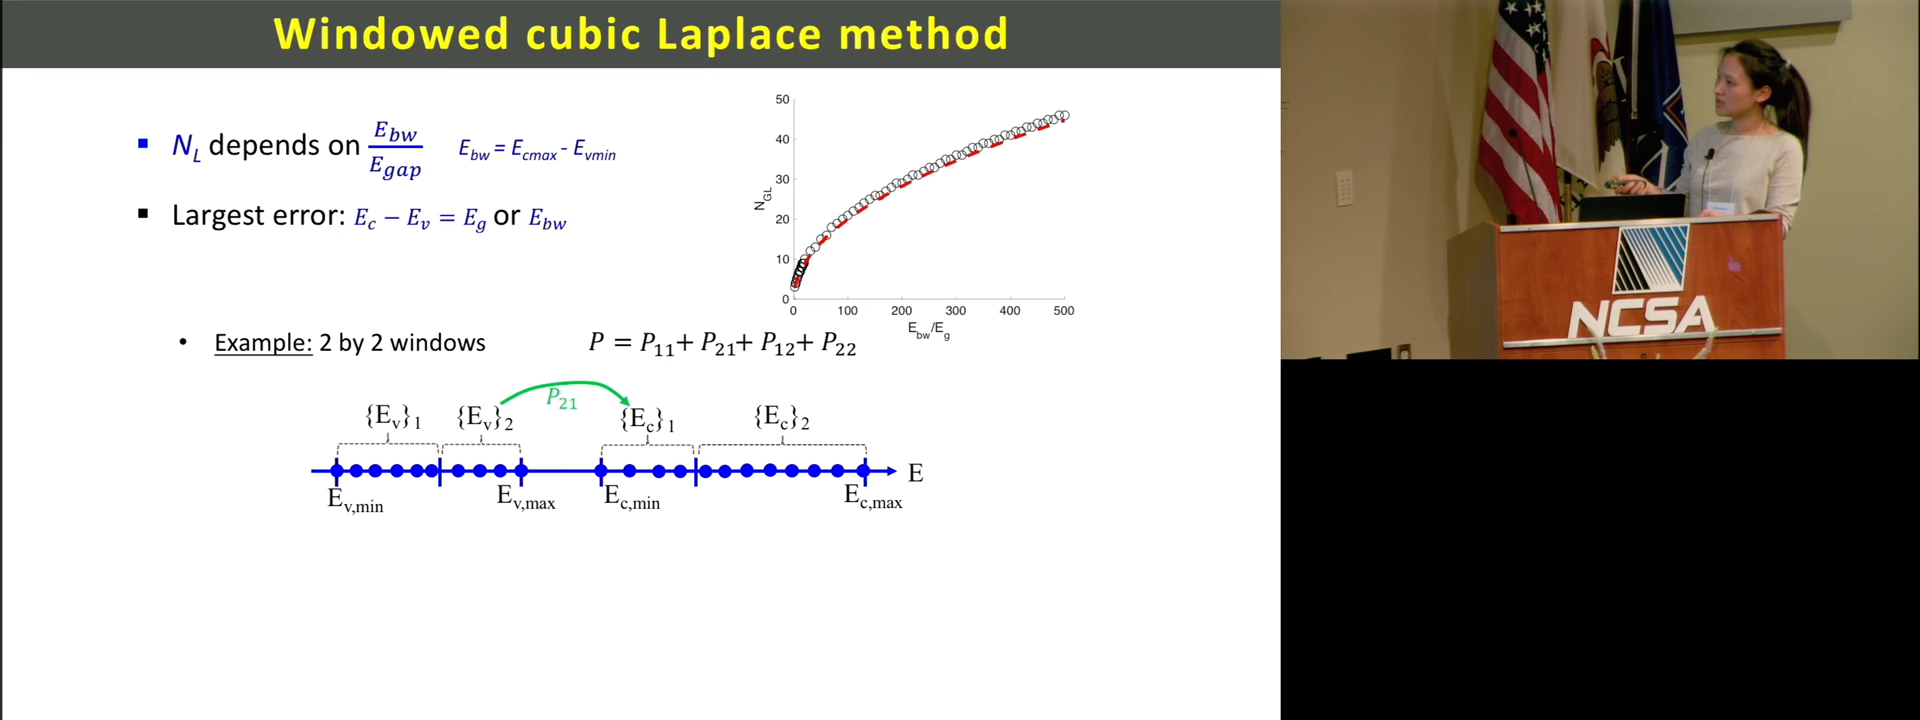 Windowed cubic Laplace method
N_L depends on E_bw / E_gap E_bw = E_cmax - E_vmin
Largest error: E_c − E_v = E_g or E_bw
50
40
30
20
10
0
N_GL
0 100 200 300 400 500
E_bw/E_g
Example: 2 by 2 windows P = P_11 + P_21 + P_12 + P_22
P_21
{E_v}_1 {E_v}_2 {E_c}_1 {E_c}_2
E
E_v,min E_v,max E_c,min E_c,max
NCSA